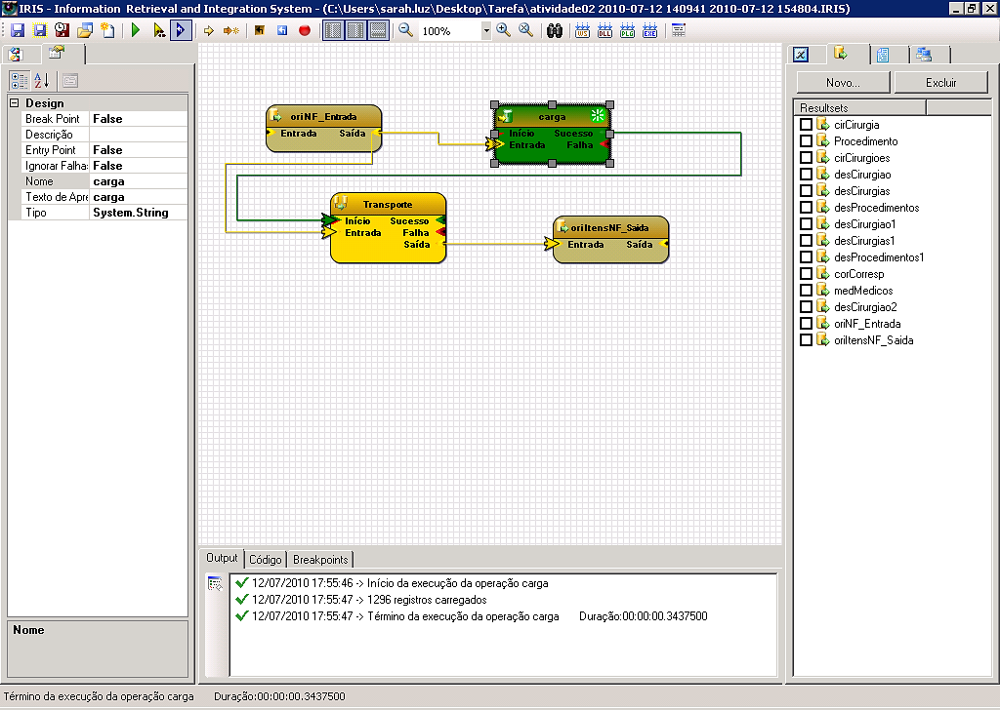 IRIS - Information Retrieval and Integration System - (C:\Users\sarah.luz\Desktop\Tarefa\atividade02 2010-07-12 140941 2010-07-12 154804.IRIS)
100%
WS DLL PLG EXE
Design
Break Point False
Descrição
Entry Point False
Ignorar Falhas False
Nome carga
Texto de Apre carga
Tipo System.String
Nome
oriNF_Entrada
Entrada Saída
carga
Início Sucesso
Entrada Falha
Transporte
Início Sucesso
Entrada Falha
Saída
oriItensNF_Saida
Entrada Saída
Output Código Breakpoints
12/07/2010 17:55:46 -> Início da execução da operação carga
12/07/2010 17:55:47 -> 1296 registros carregados
12/07/2010 17:55:47 -> Término da execução da operação carga Duração:00:00:00.3437500
Novo... Excluir
Resultsets
cirCirurgia
Procedimento
cirCirurgioes
desCirurgiao
desCirurgias
desProcedimentos
desCirurgiao1
desCirurgias1
desProcedimentos1
corCorresp
medMedicos
desCirurgiao2
oriNF_Entrada
oriItensNF_Saida
Término da execução da operação carga Duração:00:00:00.3437500